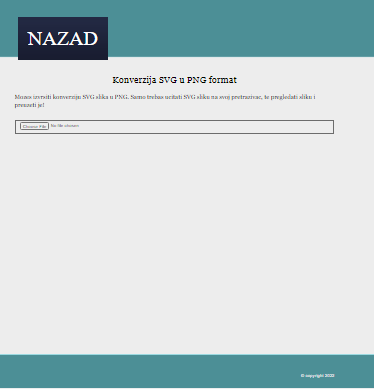 NAZAD
Konverzija SVG u PNG format
Mozes izvrsiti konverziju SVG slika u PNG. Samo trebas ucitati SVG sliku na svoj pretrazivac, te pregledati sliku i
preuzeti je!
Choose File No file chosen
© copyright 2022